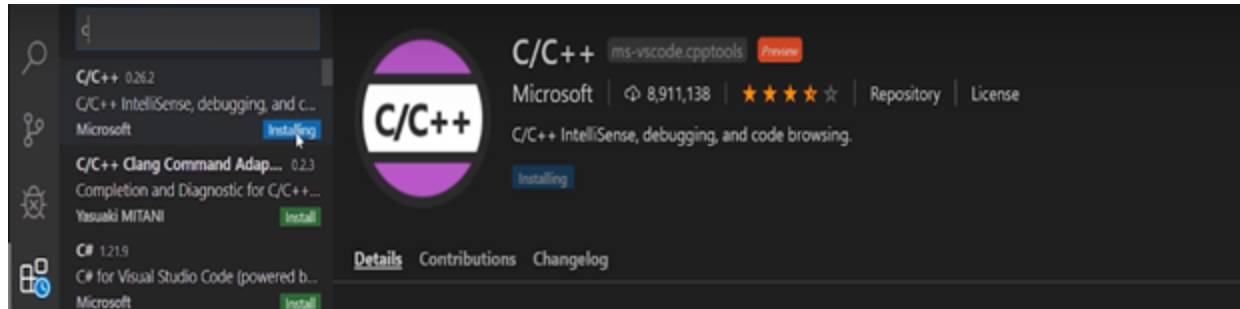 c
C/C++ 0.26.2
C/C++ IntelliSense, debugging, and c...
Microsoft Installing
C/C++ Clang Command Adap... 0.2.3
Completion and Diagnostic for C/C++...
Yasuaki MITANI Install
C# 1.21.9
C# for Visual Studio Code (powered b...
Microsoft Install
C/C++
C/C++ ms-vscode.cpptools Preview
Microsoft 8,911,138 Repository License
C/C++ IntelliSense, debugging, and code browsing.
Installing
Details Contributions Changelog